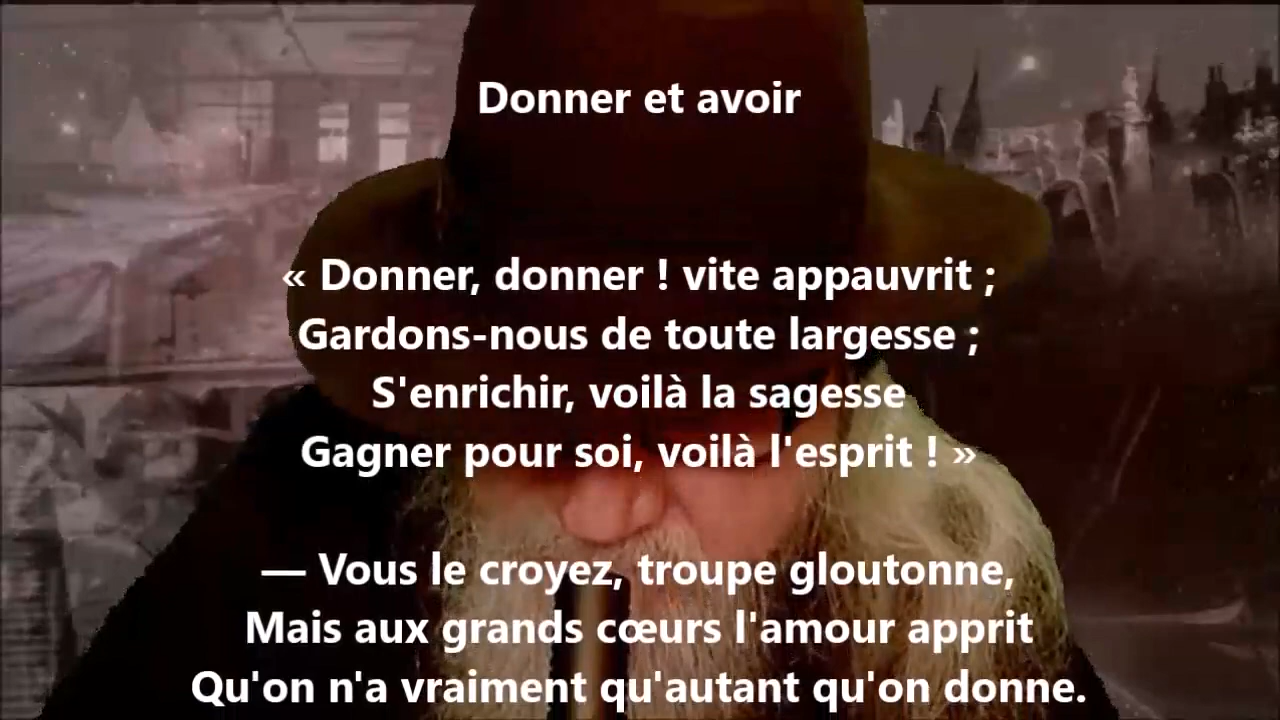 Donner et avoir
« Donner, donner ! vite appauvrit ;
Gardons-nous de toute largesse ;
S'enrichir, voilà la sagesse
Gagner pour soi, voilà l'esprit ! »
— Vous le croyez, troupe gloutonne,
Mais aux grands cœurs l'amour apprit
Qu'on n'a vraiment qu'autant qu'on donne.